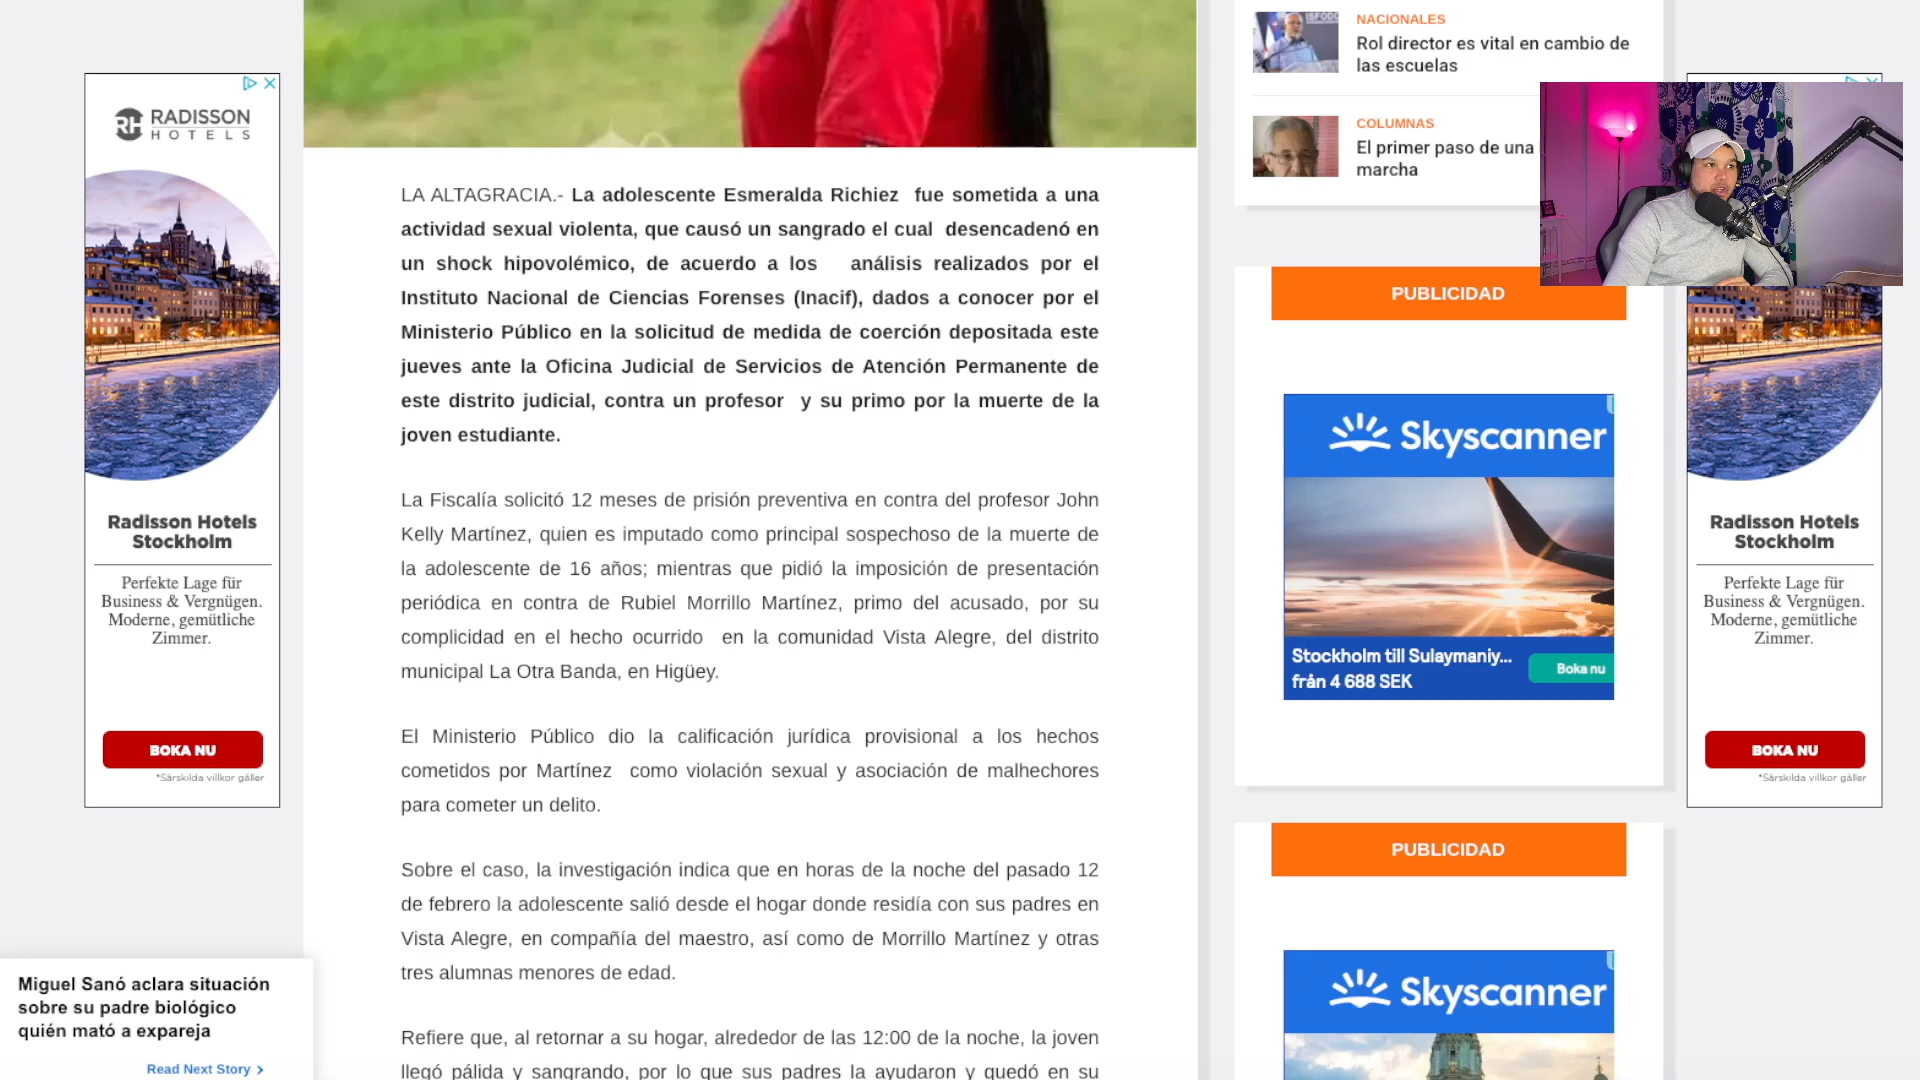 NACIONALES
Rol director es vital en cambio de
las escuelas
COLUMNAS
El primer paso de una
marcha
RADISSON
HOTELS
Radisson Hotels
Stockholm
Perfekte Lage für
Business & Vergnügen.
Moderne, gemütliche
Zimmer.
BOKA NU
*Särskilda villkor gäller
LA ALTAGRACIA.- La adolescente Esmeralda Richiez fue sometida a una
actividad sexual violenta, que causó un sangrado el cual desencadenó en
un shock hipovolémico, de acuerdo a los análisis realizados por el
Instituto Nacional de Ciencias Forenses (Inacif), dados a conocer por el
Ministerio Público en la solicitud de medida de coerción depositada este
jueves ante la Oficina Judicial de Servicios de Atención Permanente de
este distrito judicial, contra un profesor y su primo por la muerte de la
joven estudiante.
La Fiscalía solicitó 12 meses de prisión preventiva en contra del profesor John
Kelly Martínez, quien es imputado como principal sospechoso de la muerte de
la adolescente de 16 años; mientras que pidió la imposición de presentación
periódica en contra de Rubiel Morrillo Martínez, primo del acusado, por su
complicidad en el hecho ocurrido en la comunidad Vista Alegre, del distrito
municipal La Otra Banda, en Higüey.
El Ministerio Público dio la calificación jurídica provisional a los hechos
cometidos por Martínez como violación sexual y asociación de malhechores
para cometer un delito.
Sobre el caso, la investigación indica que en horas de la noche del pasado 12
de febrero la adolescente salió desde el hogar donde residía con sus padres en
Vista Alegre, en compañía del maestro, así como de Morrillo Martínez y otras
tres alumnas menores de edad.
Refiere que, al retornar a su hogar, alrededor de las 12:00 de la noche, la joven
llegó pálida y sangrando, por lo que sus padres la ayudaron y quedó en su
PUBLICIDAD
Skyscanner
Stockholm till Sulaymaniy...
från 4 688 SEK
Boka nu
PUBLICIDAD
Skyscanner
Radisson Hotels
Stockholm
Perfekte Lage für
Business & Vergnügen.
Moderne, gemütliche
Zimmer.
BOKA NU
*Särskilda villkor gäller
Miguel Sanó aclara situación
sobre su padre biológico
quién mató a expareja
Read Next Story